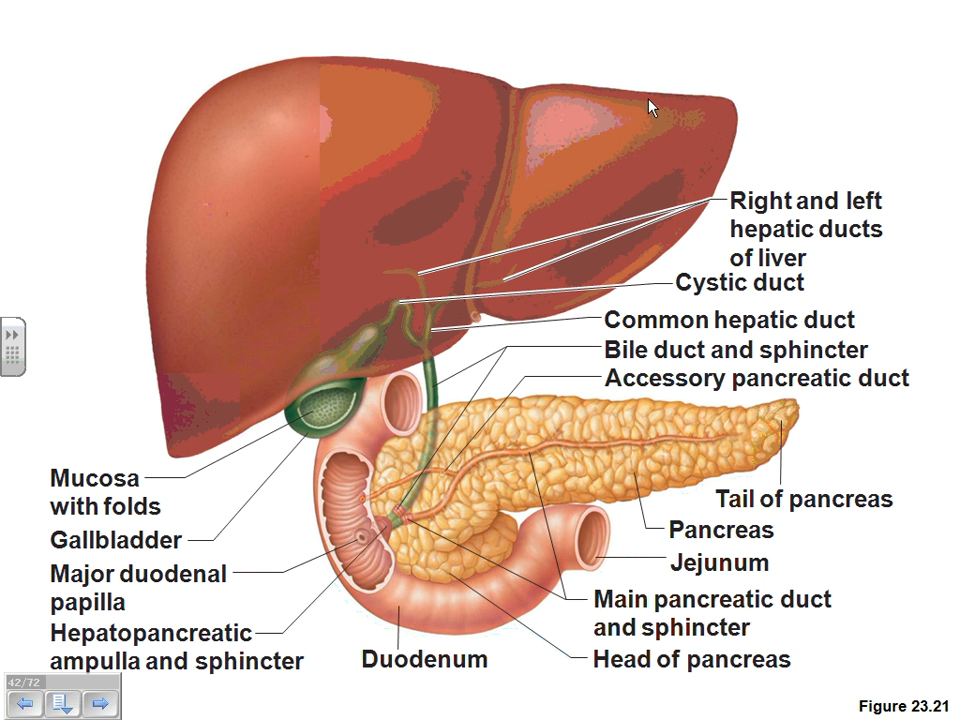 Right and left
hepatic ducts
of liver
Cystic duct
Common hepatic duct
Bile duct and sphincter
Accessory pancreatic duct
Mucosa
with folds
Tail of pancreas
Pancreas
Gallbladder
Jejunum
Major duodenal
papilla
Main pancreatic duct
and sphincter
Hepatopancreatic
ampulla and sphincter
Duodenum
Head of pancreas
42/72
Figure 23.21